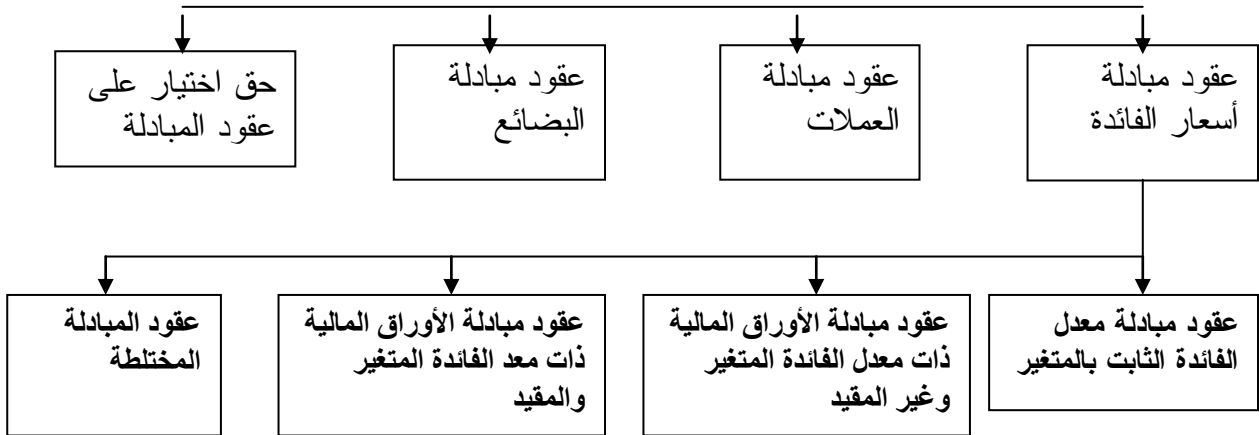 عقود مبادلة
أسعار الفائدة
عقود مبادلة
العملات
عقود مبادلة
البضائع
حق اختيار على
عقود المبادلة
عقود مبادلة معدل
الفائدة الثابت بالمتغير
عقود مبادلة الأوراق المالية
ذات معدل الفائدة المتغير
وغير المقيد
عقود مبادلة الأوراق المالية
ذات معد الفائدة المتغير
والمقيد
عقود المبادلة
المختلطة